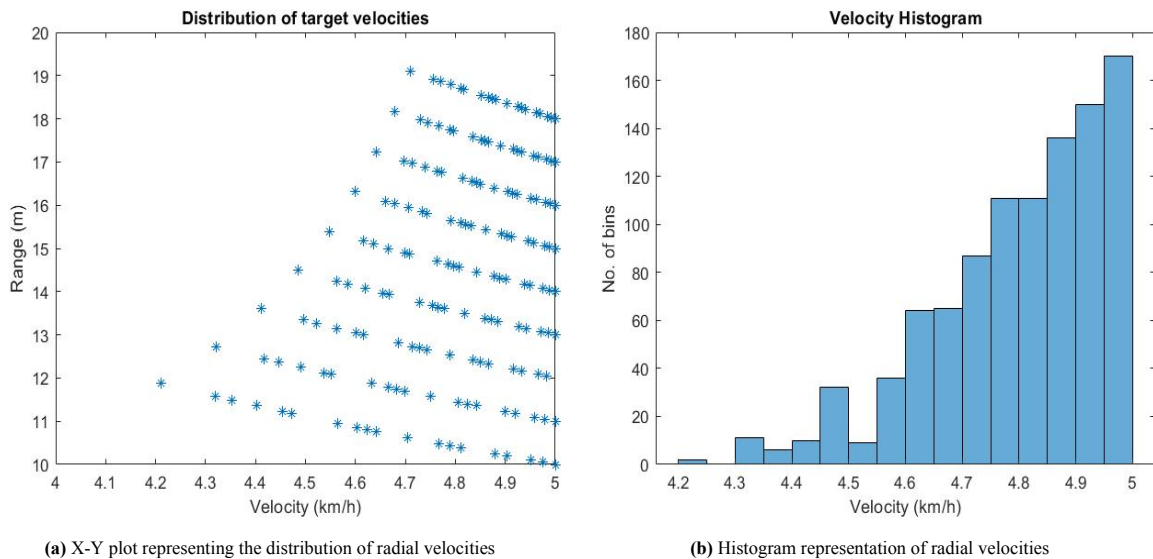 Distribution of target velocities
20
19
18
17
16
15
14
13
12
11
10
Range (m)
4 4.1 4.2 4.3 4.4 4.5 4.6 4.7 4.8 4.9 5
Velocity (km/h)
(a) X-Y plot representing the distribution of radial velocities
Velocity Histogram
180
160
140
120
100
80
60
40
20
0
No. of bins
4.2 4.3 4.4 4.5 4.6 4.7 4.8 4.9 5
Velocity (km/h)
(b) Histogram representation of radial velocities